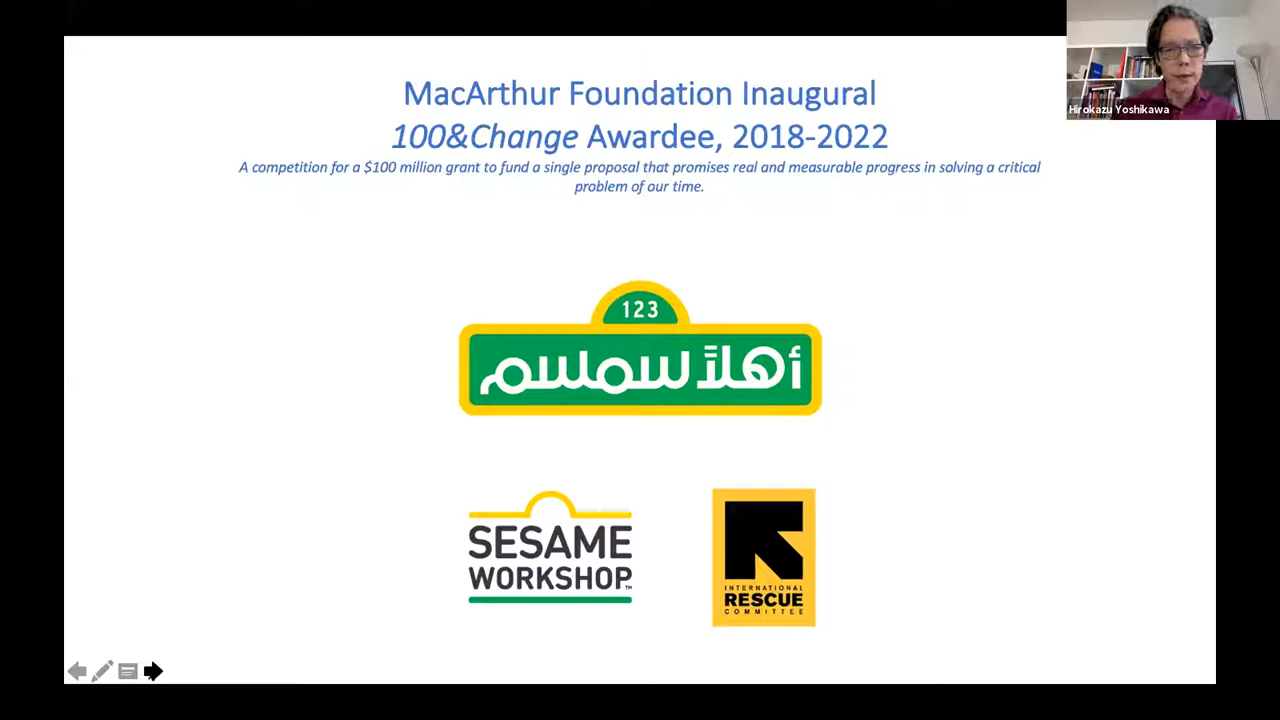 MacArthur Foundation Inaugural
100&Change Awardee, 2018-2022
A competition for a $100 million grant to fund a single proposal that promises real and measurable progress in solving a critical
problem of our time.
Hirokazu Yoshikawa
123
أهلاً سمسم
SESAME
WORKSHOP™
INTERNATIONAL
RESCUE
COMMITTEE